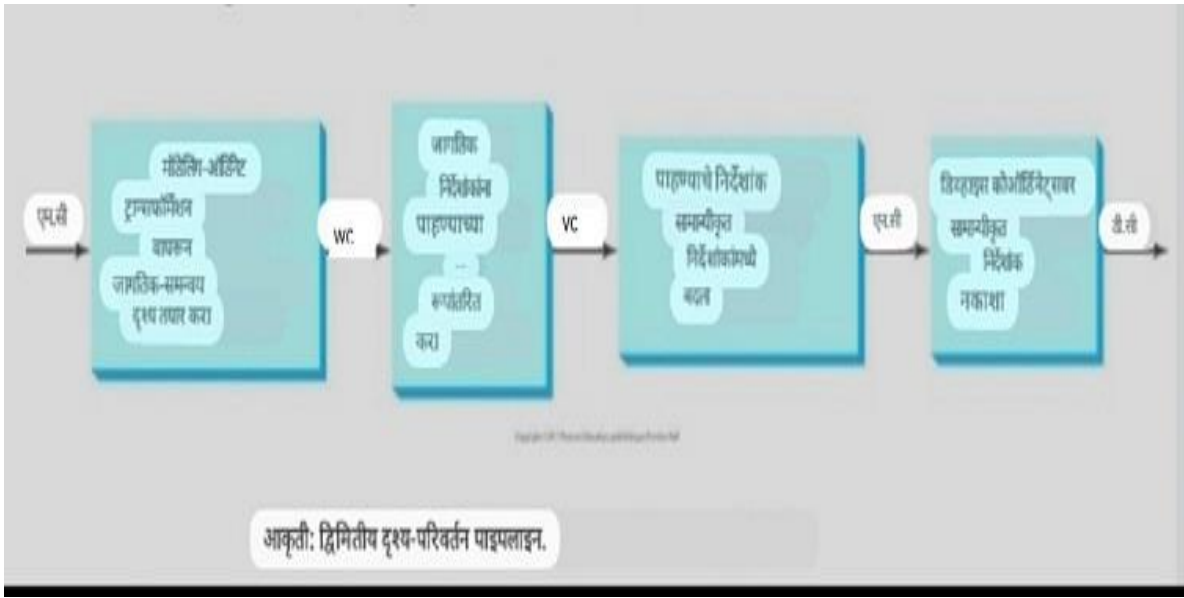 एम.सी
मॉडेलिंग-ऑर्डिनेट
ट्रान्सफॉर्मेशन
वापरून
जागतिक-समन्वय
दृश्य तयार करा
wc
जागतिक
निर्देशांकांना
पाहण्याच्या
...
रूपांतरित
करा
VC
पाहण्याचे निर्देशांक
सामान्यीकृत
निर्देशांकांमध्ये
बदल
एन.सी
डिव्हाइस कोऑर्डिनेट्सवर
सामान्यीकृत
निर्देशांक
नकाशा
डी.सी
आकृती: द्विमितीय दृश्य-परिवर्तन पाइपलाइन.